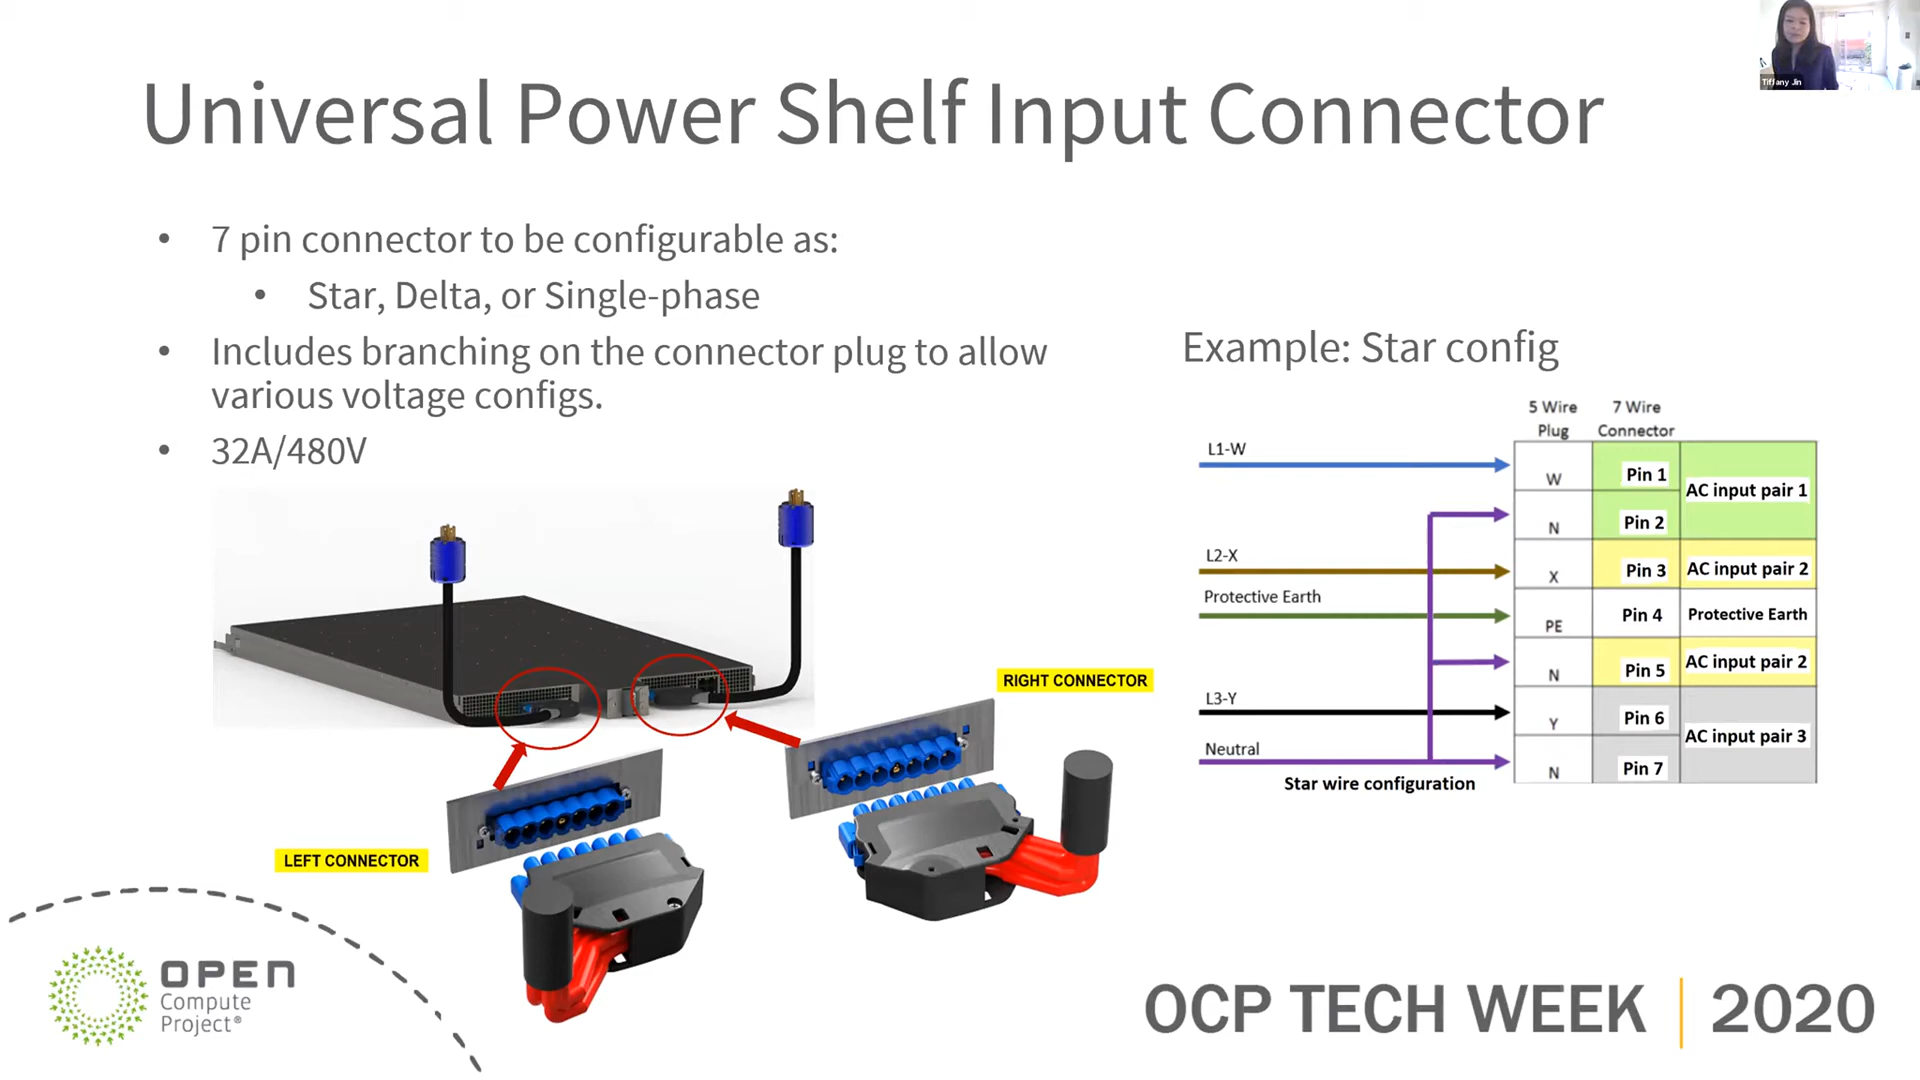 Tiffany Jin
Universal Power Shelf Input Connector
• 7 pin connector to be configurable as:
• Star, Delta, or Single-phase
• Includes branching on the connector plug to allow
various voltage configs.
• 32A/480V
LEFT CONNECTOR
RIGHT CONNECTOR
Example: Star config
5 Wire
Plug
7 Wire
Connector
L1-W
W
Pin 1
AC input pair 1
N
Pin 2
L2-X
X
Pin 3
AC input pair 2
Protective Earth
PE
Pin 4
Protective Earth
N
Pin 5
AC input pair 2
L3-Y
Y
Pin 6
AC input pair 3
Neutral
N
Pin 7
Star wire configuration
OPEN
Compute
Project®
OCP TECH WEEK | 2020